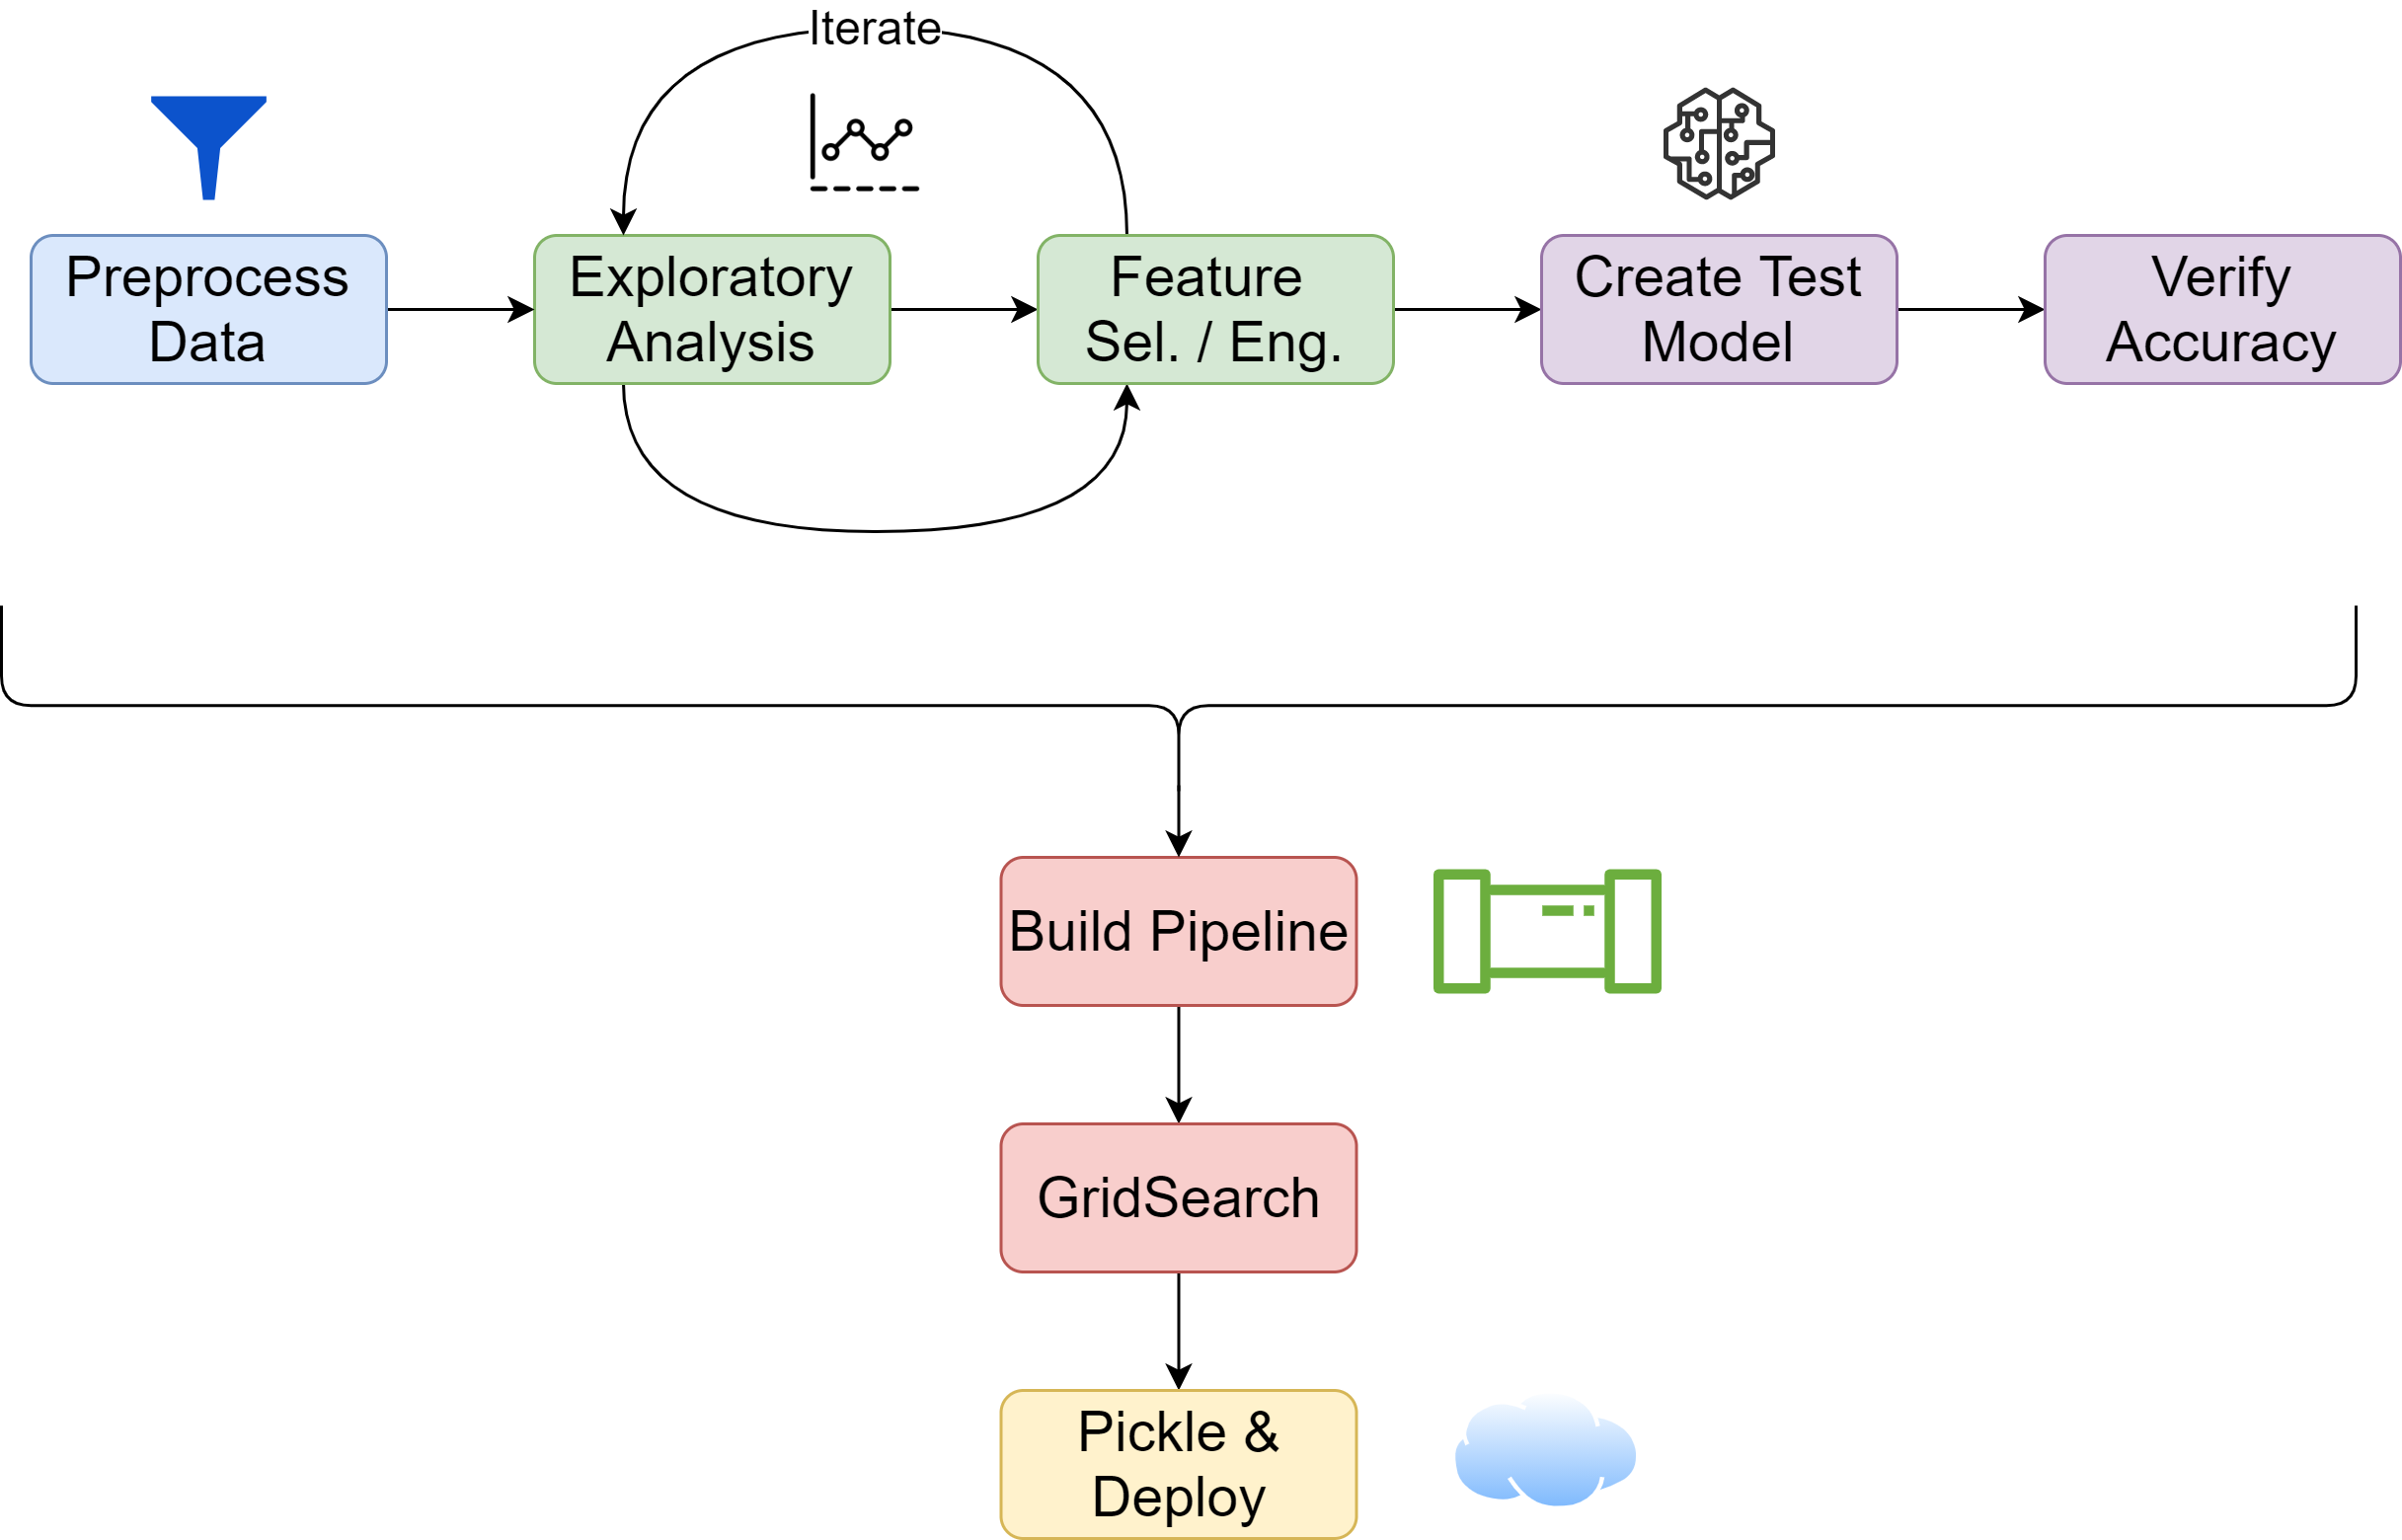 Iterate
Preprocess
Data
Exploratory
Analysis
Feature
Sel. / Eng.
Create Test
Model
Verify
Accuracy
Build Pipeline
GridSearch
Pickle &
Deploy